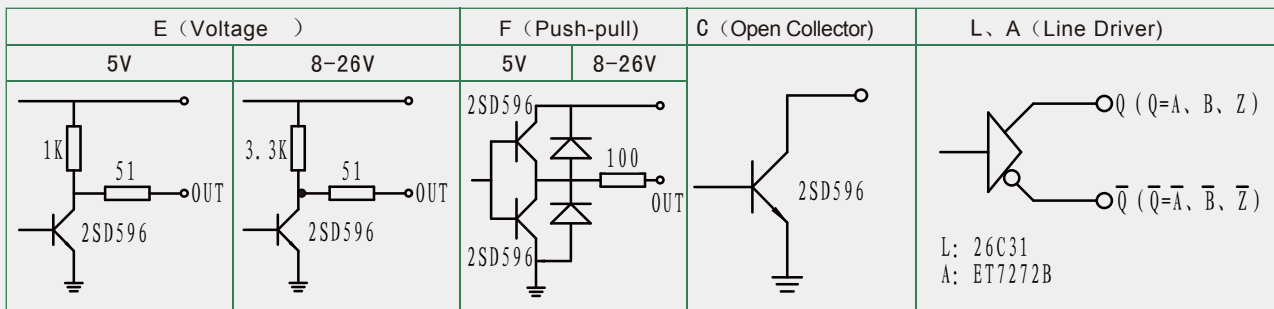 E（Voltage ）
F（Push-pull)
C（Open Collector)
L、A（Line Driver)
5V
8-26V
5V
8-26V
1K
51
OUT
2SD596
3.3K
51
OUT
2SD596
2SD596
100
OUT
2SD596
2SD596
Q (Q=A、B、Z)
Q̅ (Q̅=A̅、B̅、Z̅)
L: 26C31
A: ET7272B